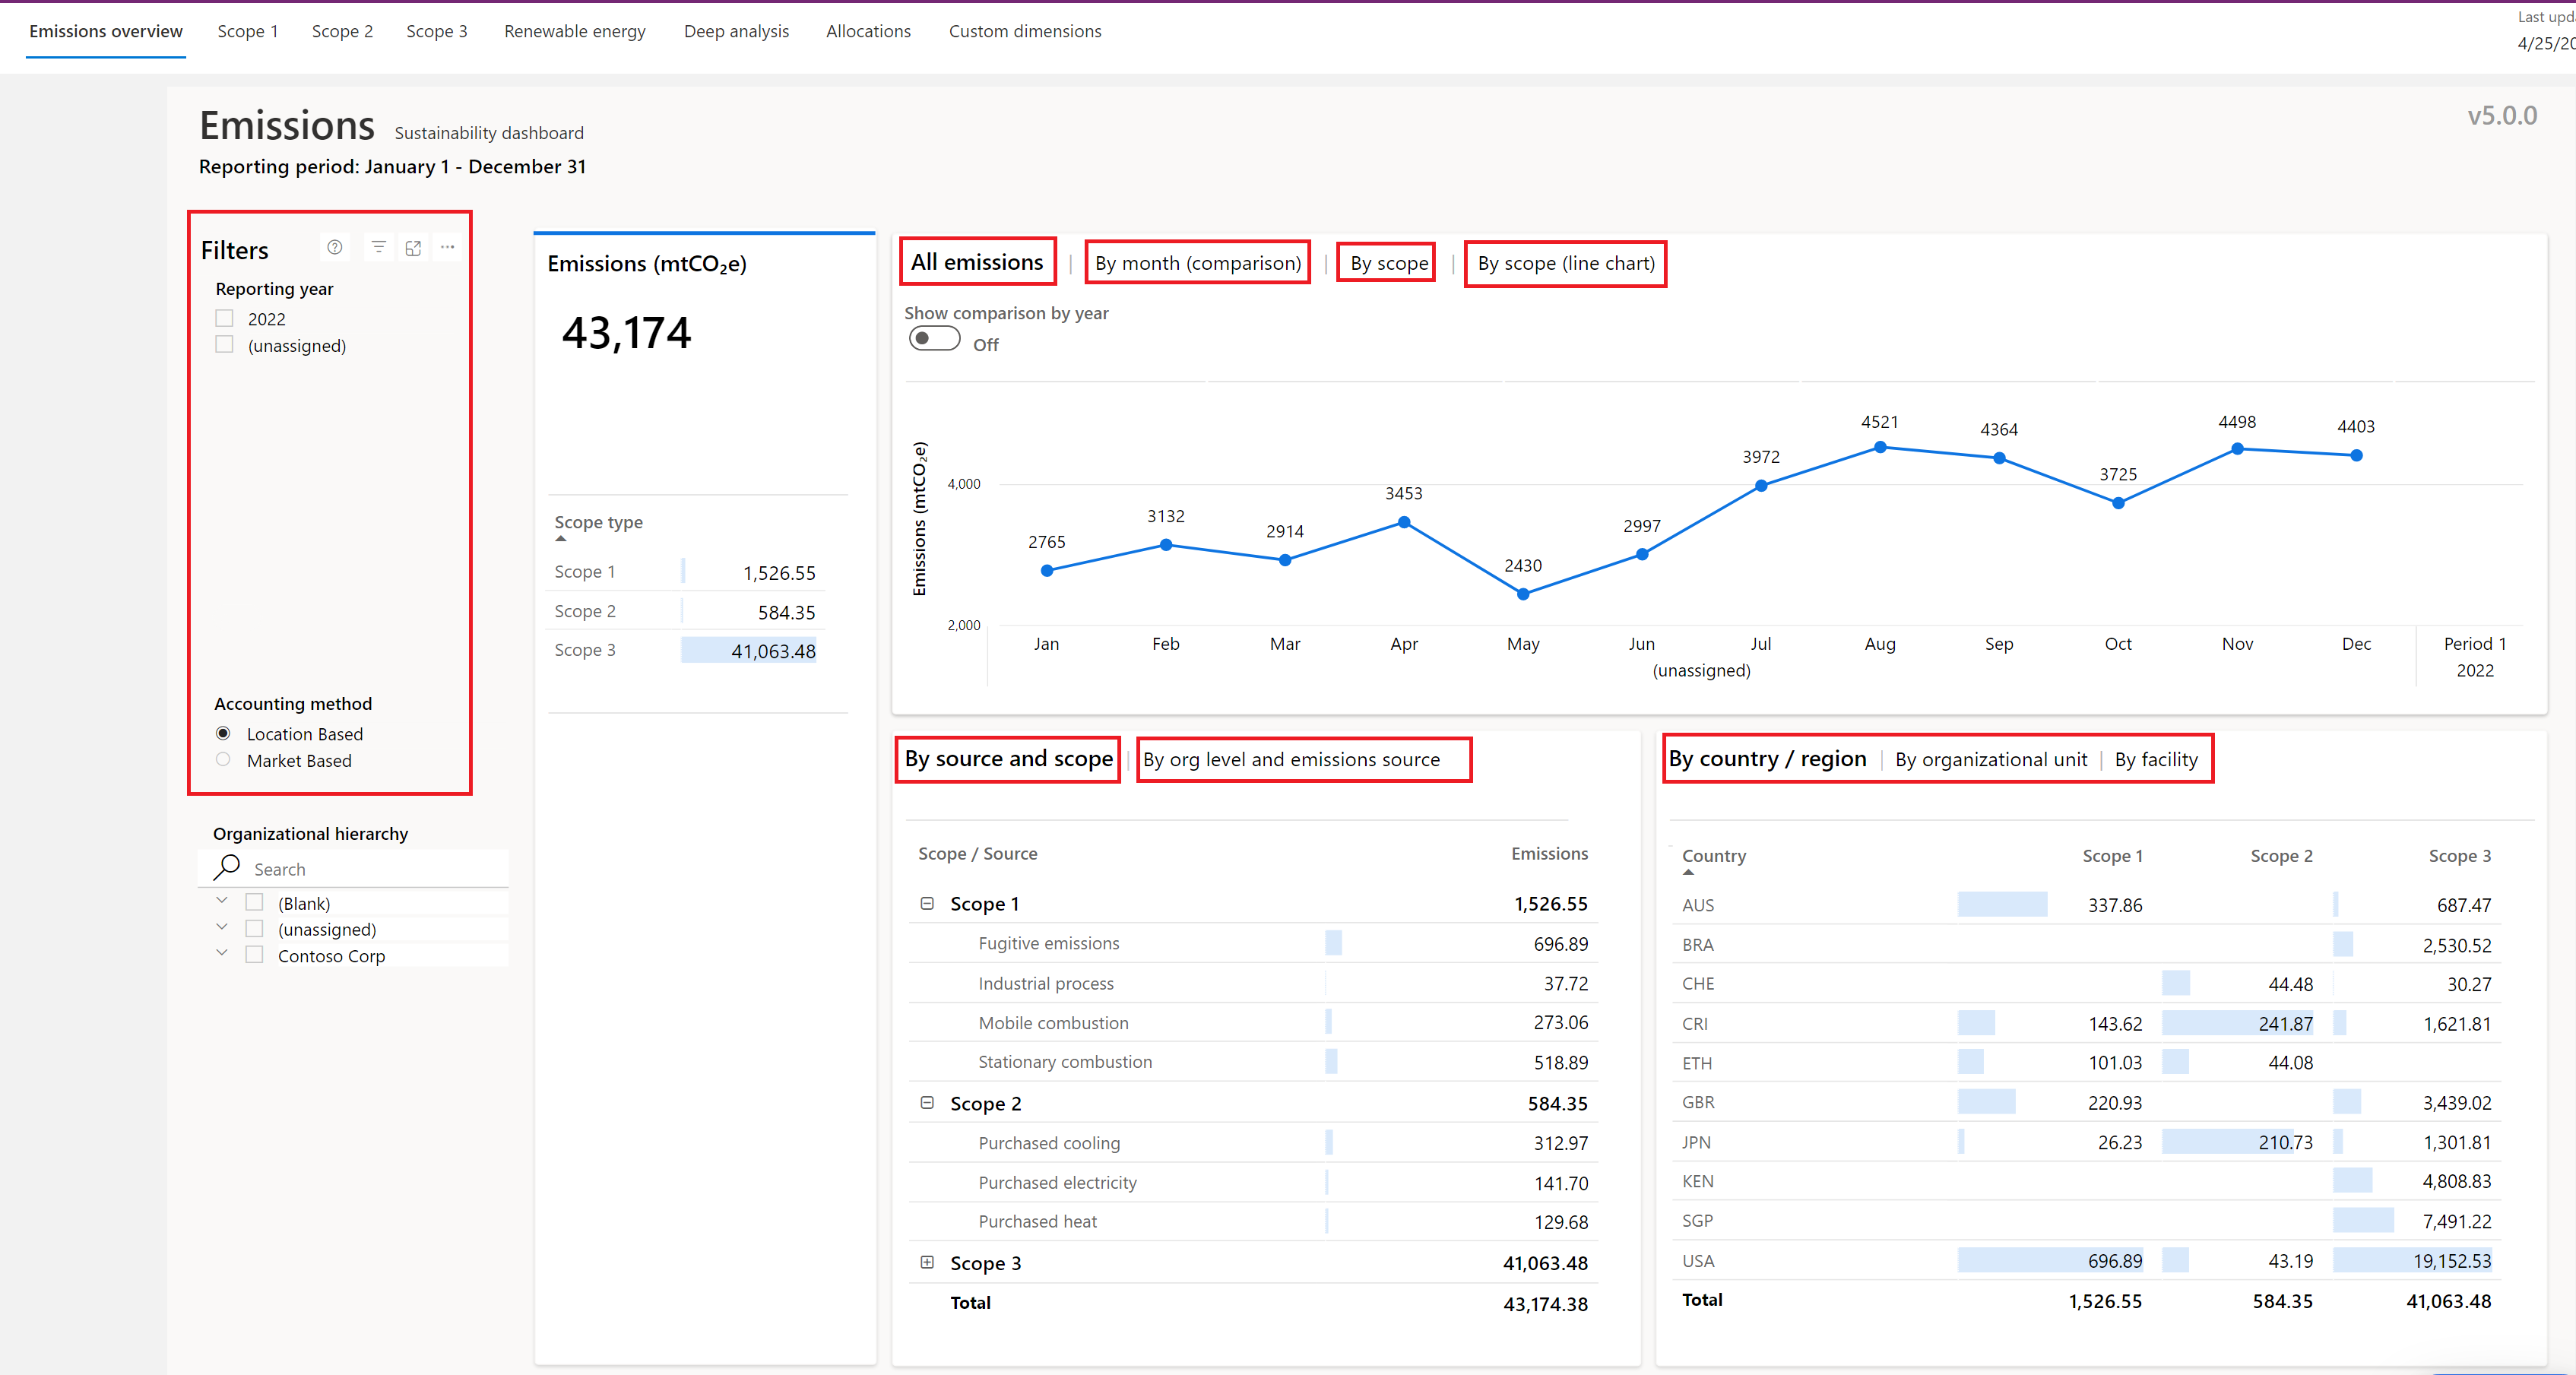 Emissions overview
Scope 1
Scope 2
Scope 3
Renewable energy
Deep analysis
Allocations
Custom dimensions
Last upda
4/25/20
Emissions Sustainability dashboard
v5.0.0
Reporting period: January 1 - December 31
Filters
Reporting year
2022
(unassigned)
Accounting method
Location Based
Market Based
Organizational hierarchy
Search
(Blank)
(unassigned)
Contoso Corp
Emissions (mtCO₂e)
43,174
Scope type
Scope 1 1,526.55
Scope 2 584.35
Scope 3 41,063.48
All emissions | By month (comparison) | By scope | By scope (line chart)
Show comparison by year
Off
Emissions (mtCO₂e)
4,000
2,000
2765
3132
2914
3453
2430
2997
3972
4521
4364
3725
4498
4403
Jan Feb Mar Apr May Jun Jul Aug Sep Oct Nov Dec Period 1
(unassigned) 2022
By source and scope | By org level and emissions source
Scope / Source Emissions
Scope 1 1,526.55
Fugitive emissions 696.89
Industrial process 37.72
Mobile combustion 273.06
Stationary combustion 518.89
Scope 2 584.35
Purchased cooling 312.97
Purchased electricity 141.70
Purchased heat 129.68
Scope 3 41,063.48
Total 43,174.38
By country / region | By organizational unit | By facility
Country Scope 1 Scope 2 Scope 3
AUS 337.86 687.47
BRA 2,530.52
CHE 44.48 30.27
CRI 143.62 241.87 1,621.81
ETH 101.03 44.08
GBR 220.93 3,439.02
JPN 26.23 210.73 1,301.81
KEN 4,808.83
SGP 7,491.22
USA 696.89 43.19 19,152.53
Total 1,526.55 584.35 41,063.48